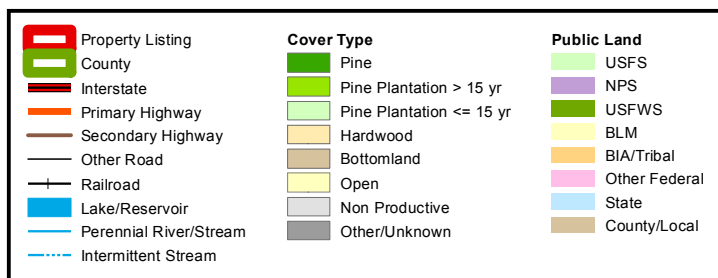 Property Listing
County
Interstate
Primary Highway
Secondary Highway
Other Road
Railroad
Lake/Reservoir
Perennial River/Stream
Intermittent Stream
Cover Type
Pine
Pine Plantation > 15 yr
Pine Plantation <= 15 yr
Hardwood
Bottomland
Open
Non Productive
Other/Unknown
Public Land
USFS
NPS
USFWS
BLM
BIA/Tribal
Other Federal
State
County/Local